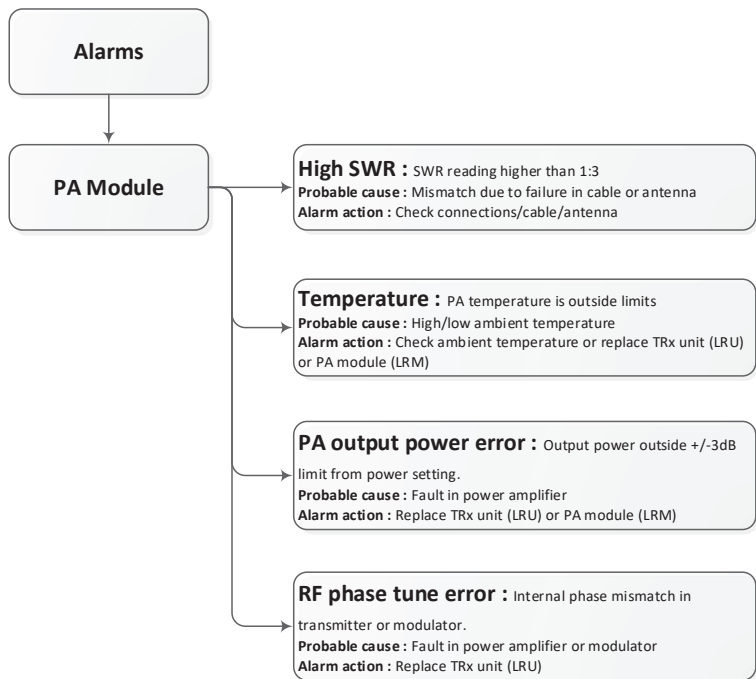 Alarms
PA Module
High SWR : SWR reading higher than 1:3
Probable cause : Mismatch due to failure in cable or antenna
Alarm action : Check connections/cable/antenna
Temperature : PA temperature is outside limits
Probable cause : High/low ambient temperature
Alarm action : Check ambient temperature or replace TRx unit (LRU)
or PA module (LRM)
PA output power error : Output power outside +/-3dB
limit from power setting.
Probable cause : Fault in power amplifier
Alarm action : Replace TRx unit (LRU) or PA module (LRM)
RF phase tune error : Internal phase mismatch in
transmitter or modulator.
Probable cause : Fault in power amplifier or modulator
Alarm action : Replace TRx unit (LRU)